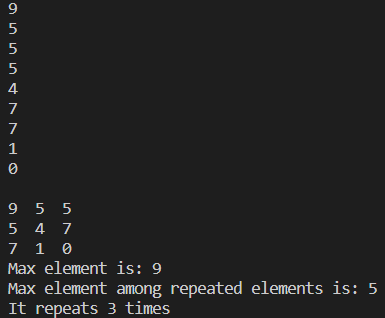 9
5
5
5
4
7
7
1
0
9 5 5
5 4 7
7 1 0
Max element is: 9
Max element among repeated elements is: 5
It repeats 3 times